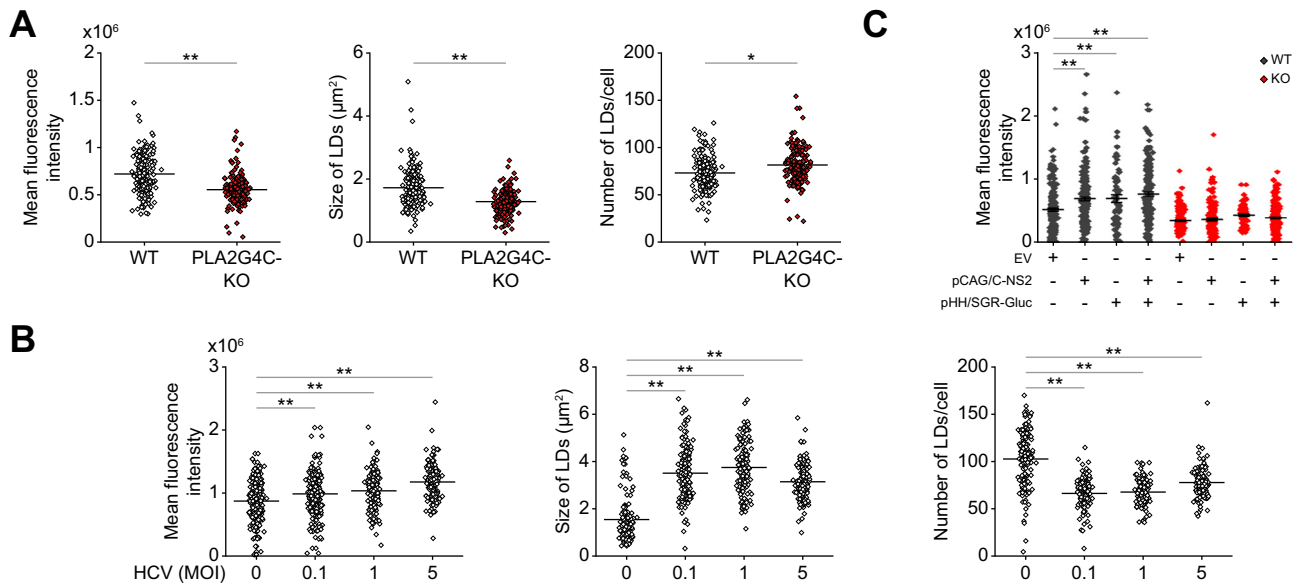 A
x10⁶
Mean fluorescence
intensity
2
1.5
1
0.5
0
**
WT
PLA2G4C-
KO
Size of LDs (µm²)
6
4
2
0
**
WT
PLA2G4C-
KO
Number of LDs/cell
200
150
100
50
0
*
WT
PLA2G4C-
KO
C
x10⁶
Mean fluorescence
intensity
3
2
1
0
**
**
**
WT
KO
EV + - - - + - - -
pCAG/C-NS2 - + - + - + - +
pHH/SGR-Gluc - - + + - - + +
B
x10⁶
Mean fluorescence
intensity
3
2
1
0
**
**
**
HCV (MOI) 0 0.1 1 5
Size of LDs (µm²)
8
6
4
2
0
**
**
**
0 0.1 1 5
Number of LDs/cell
200
150
100
50
0
**
**
**
0 0.1 1 5